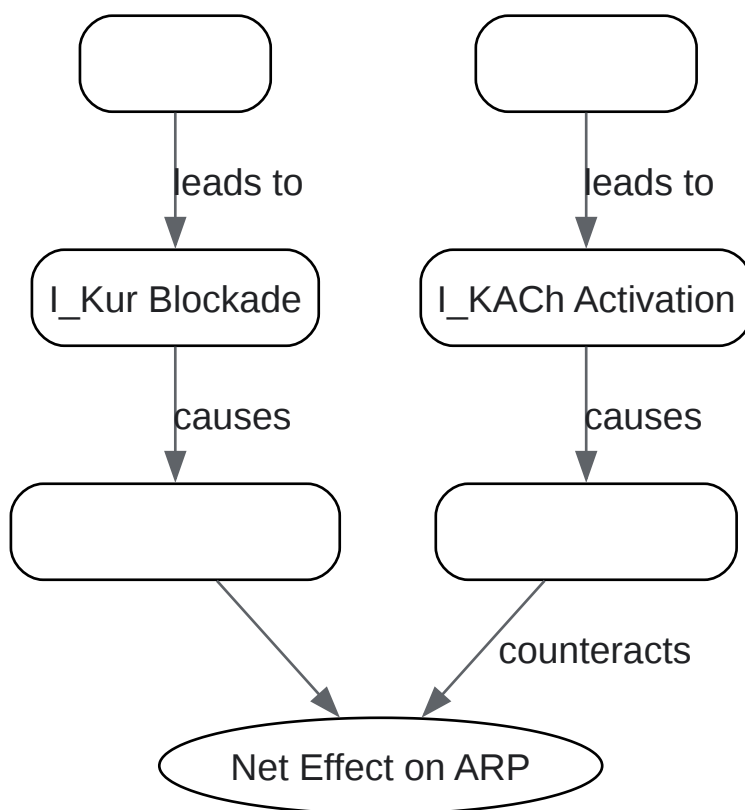 leads to
leads to
I_Kur Blockade
I_KACh Activation
causes
causes
counteracts
Net Effect on ARP